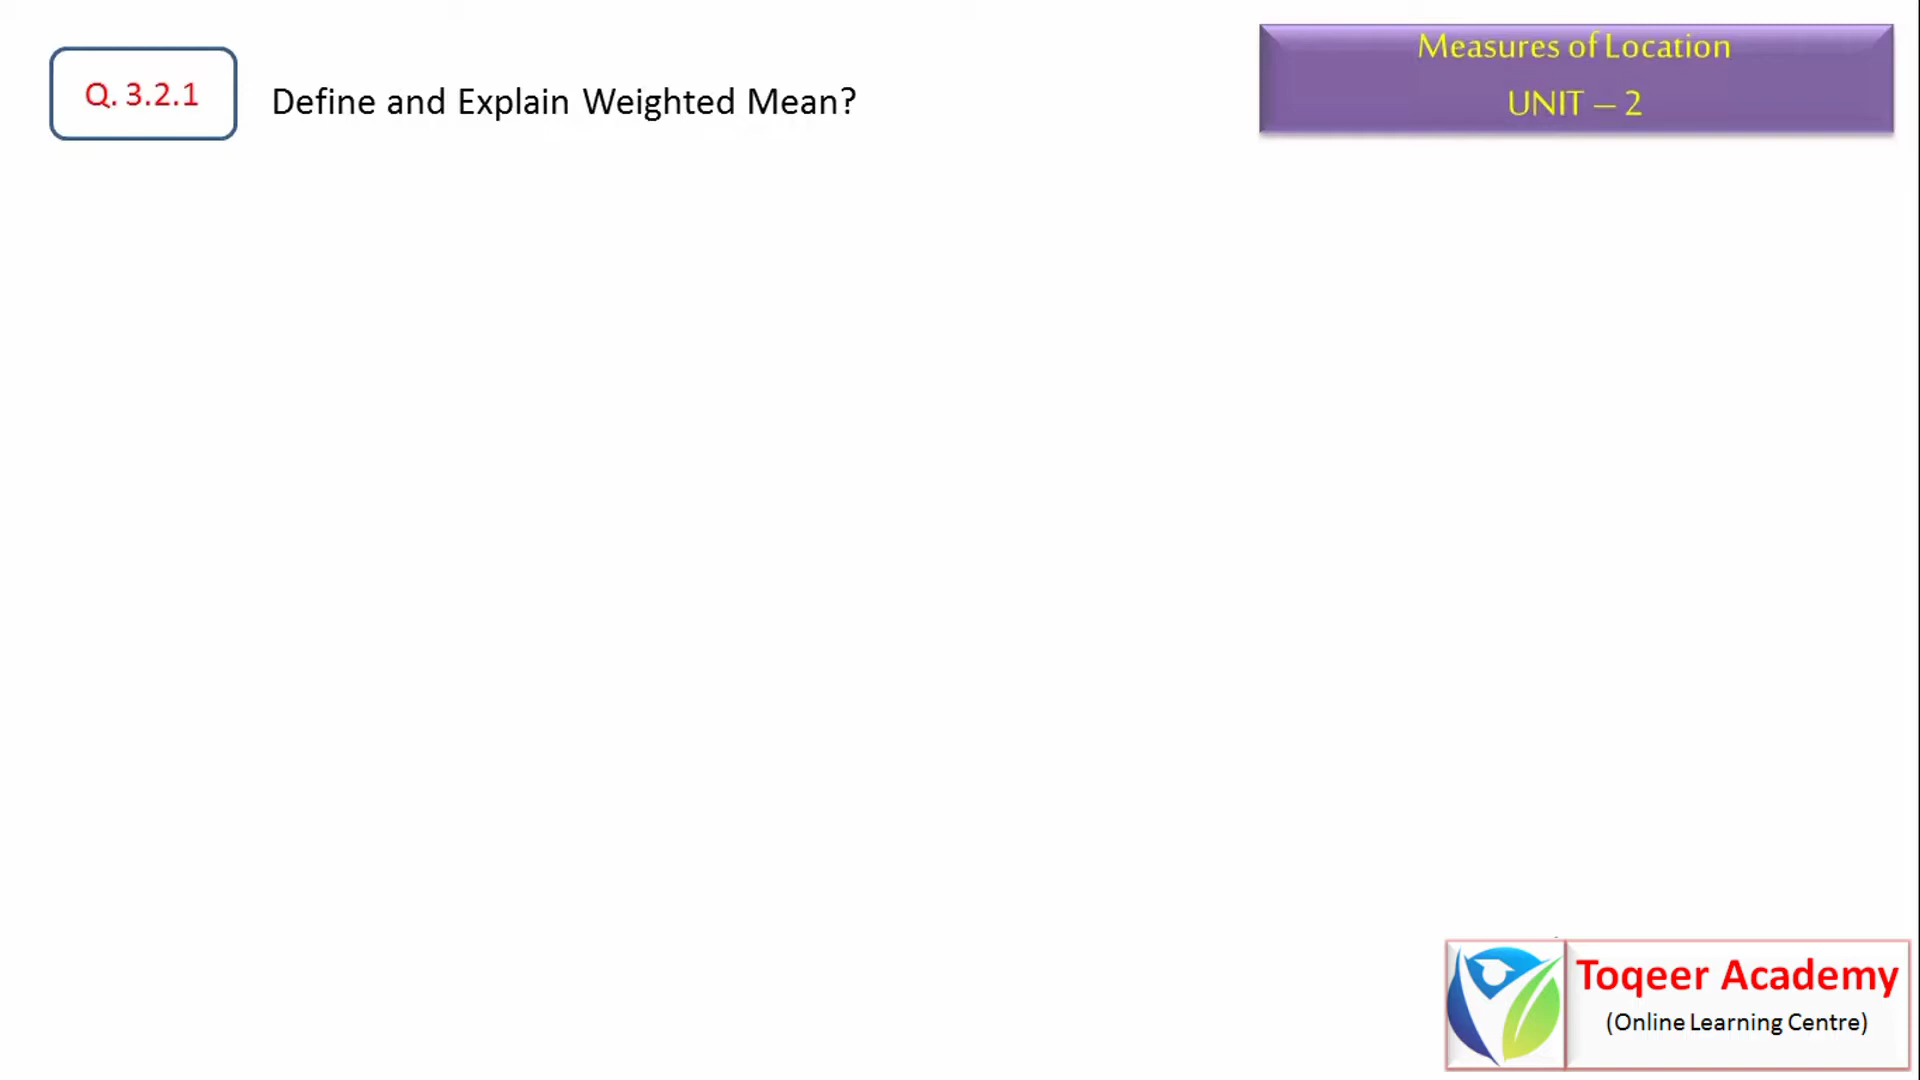 Q. 3.2.1
Define and Explain Weighted Mean?
Measures of Location
UNIT – 2
Toqeer Academy
(Online Learning Centre)